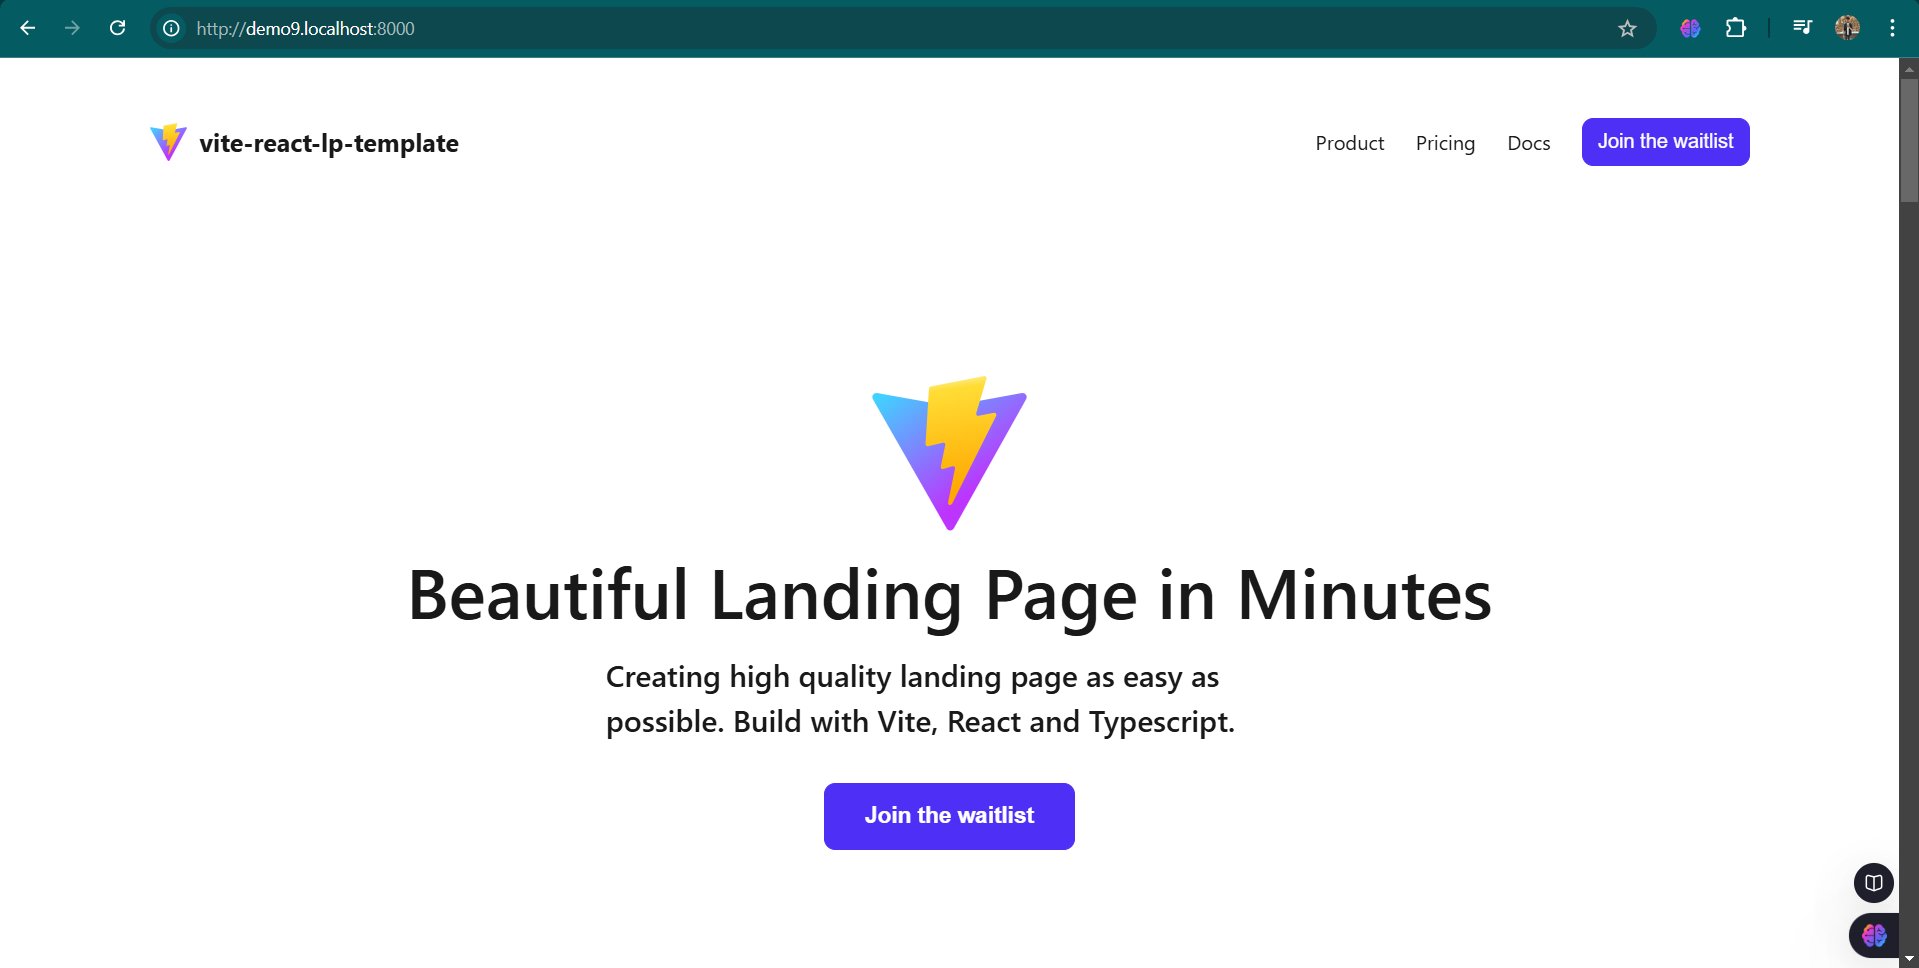 http://demo9.localhost:8000
vite-react-lp-template
Product
Pricing
Docs
Join the waitlist
Beautiful Landing Page in Minutes
Creating high quality landing page as easy as
possible. Build with Vite, React and Typescript.
Join the waitlist